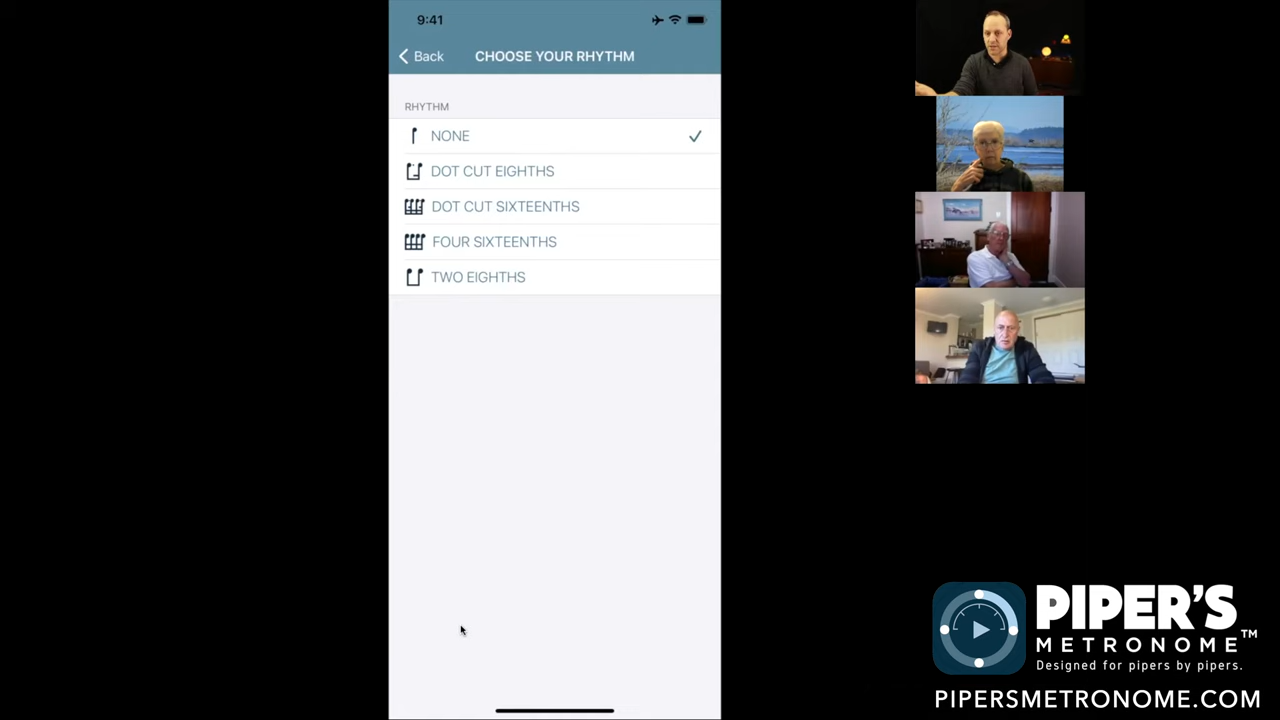 9:41
Back
CHOOSE YOUR RHYTHM
RHYTHM
NONE
DOT CUT EIGHTHS
DOT CUT SIXTEENTHS
FOUR SIXTEENTHS
TWO EIGHTHS
PIPER'S
METRONOME™
Designed for pipers by pipers.
PIPERSMETRONOME.COM